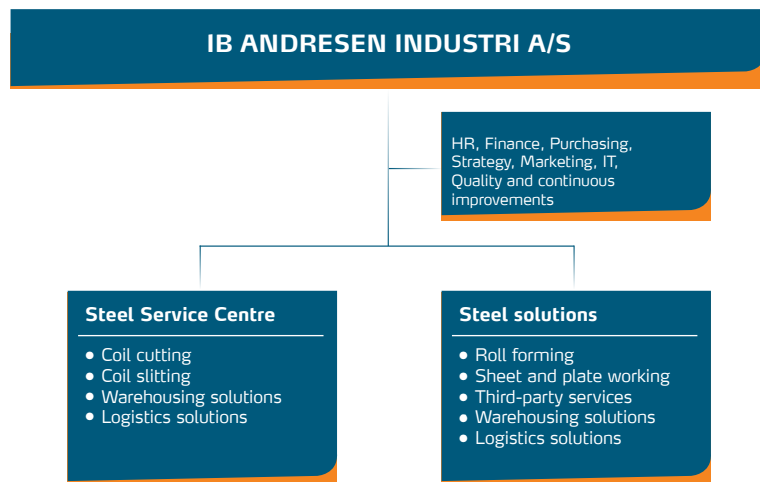 IB ANDRESEN INDUSTRI A/S
HR, Finance, Purchasing,
Strategy, Marketing, IT,
Quality and continuous
improvements
Steel Service Centre
• Coil cutting
• Coil slitting
• Warehousing solutions
• Logistics solutions
Steel solutions
• Roll forming
• Sheet and plate working
• Third-party services
• Warehousing solutions
• Logistics solutions